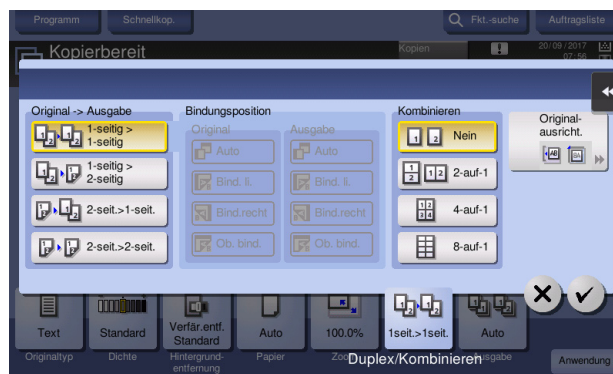 Programm
Schnellkop.
Fkt.-suche
Auftragsliste
Kopierbereit
Kopien
20/09/2017
07:56
Original -> Ausgabe
Bindungsposition
Kombinieren
Original-
ausricht.
1-seitig >
1-seitig
Original
Ausgabe
Nein
Auto
Auto
1-seitig >
2-seitig
Bind. li.
Bind. li.
2-auf-1
2-seit.>1-seit.
Bind.recht
Bind.recht
4-auf-1
2-seit.>2-seit.
Ob. bind.
Ob. bind.
8-auf-1
Text
Standard
Verfär.entf.
Standard
Auto
100.0%
1seit.>1seit.
Auto
Originaltyp
Dichte
Hintergrund-
entfernung
Papier
Duplex/Kombinieren
Anwendung